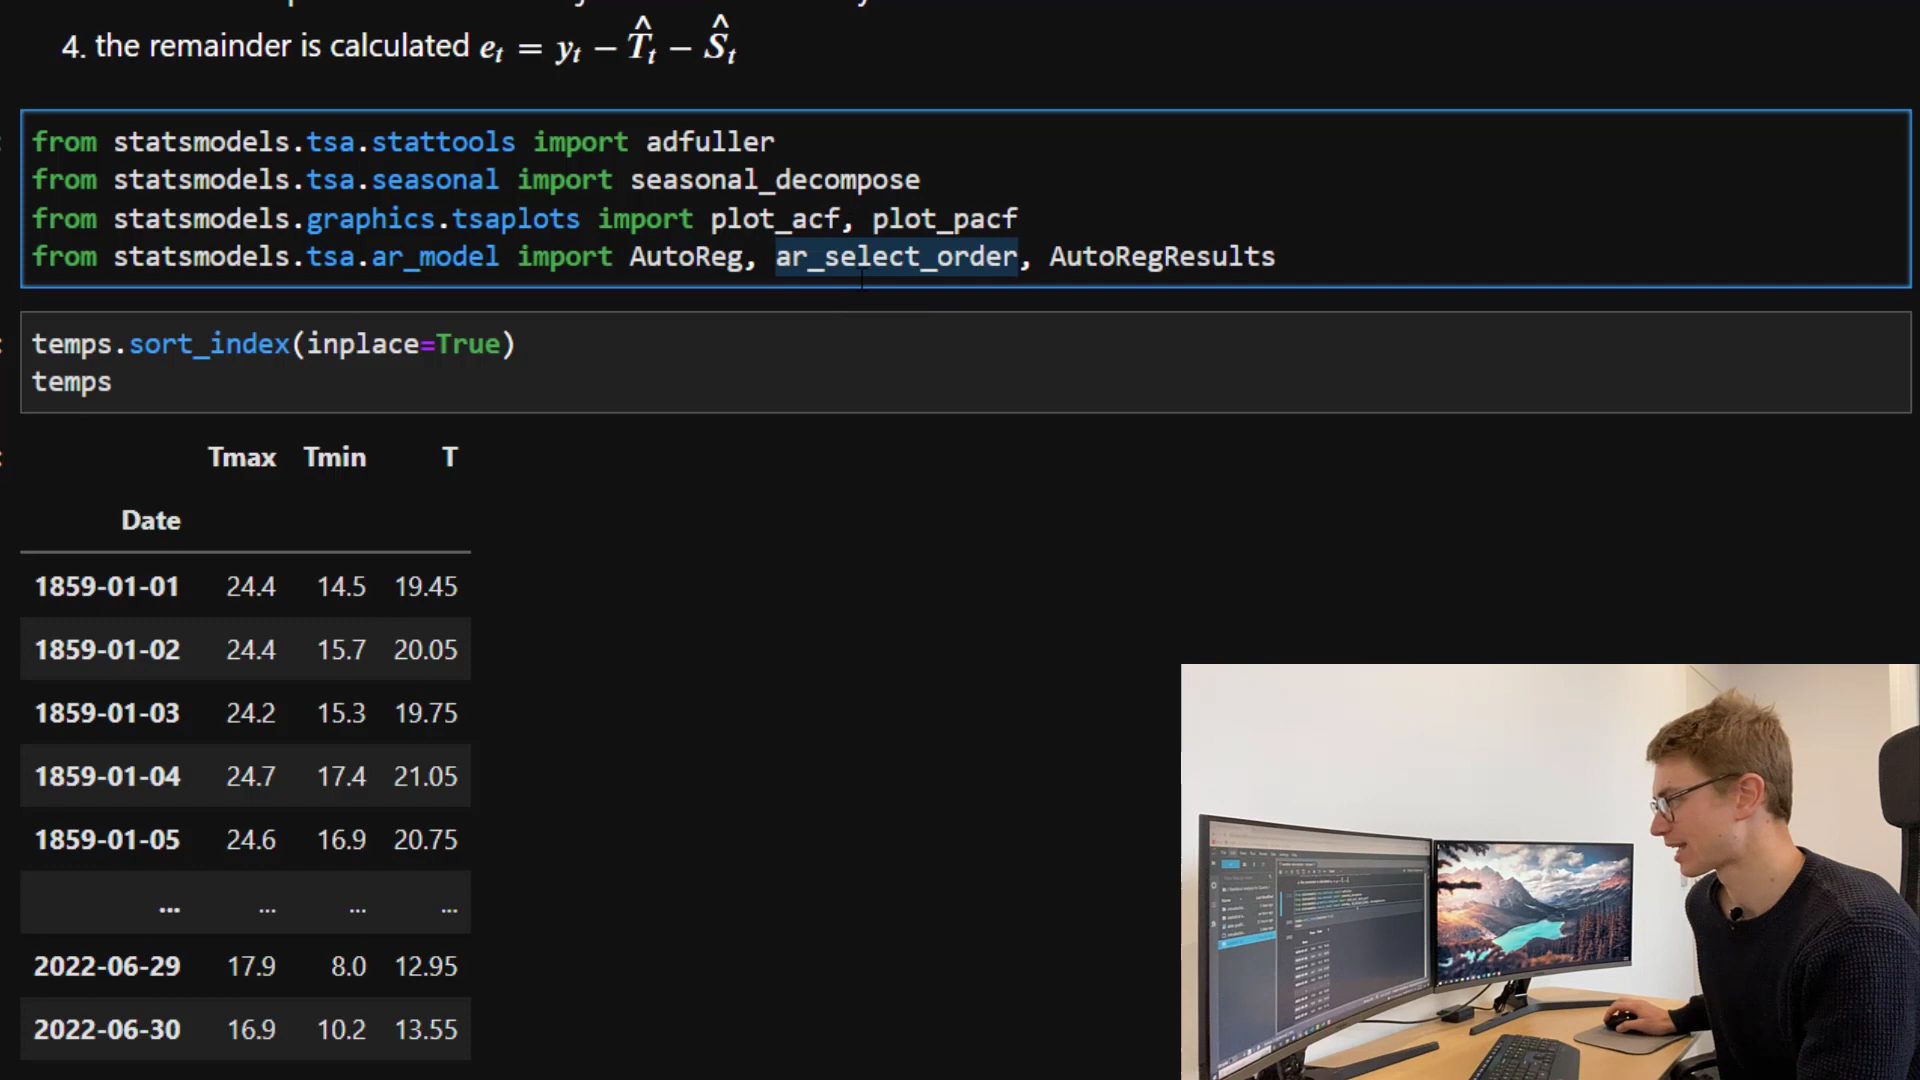 4. the remainder is calculated e_t = y_t − T̂_t − Ŝ_t
from statsmodels.tsa.stattools import adfuller
from statsmodels.tsa.seasonal import seasonal_decompose
from statsmodels.graphics.tsaplots import plot_acf, plot_pacf
from statsmodels.tsa.ar_model import AutoReg, ar_select_order, AutoRegResults
temps.sort_index(inplace=True)
temps
Tmax Tmin T
Date
1859-01-01 24.4 14.5 19.45
1859-01-02 24.4 15.7 20.05
1859-01-03 24.2 15.3 19.75
1859-01-04 24.7 17.4 21.05
1859-01-05 24.6 16.9 20.75
... ... ... ...
2022-06-29 17.9 8.0 12.95
2022-06-30 16.9 10.2 13.55